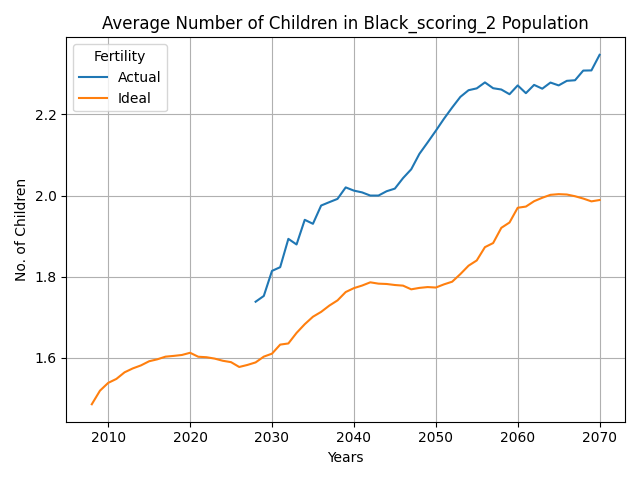 Average Number of Children in Black_scoring_2 Population
Fertility
Actual
Ideal
No. of Children
2.2
2.0
1.8
1.6
2010 2020 2030 2040 2050 2060 2070
Years